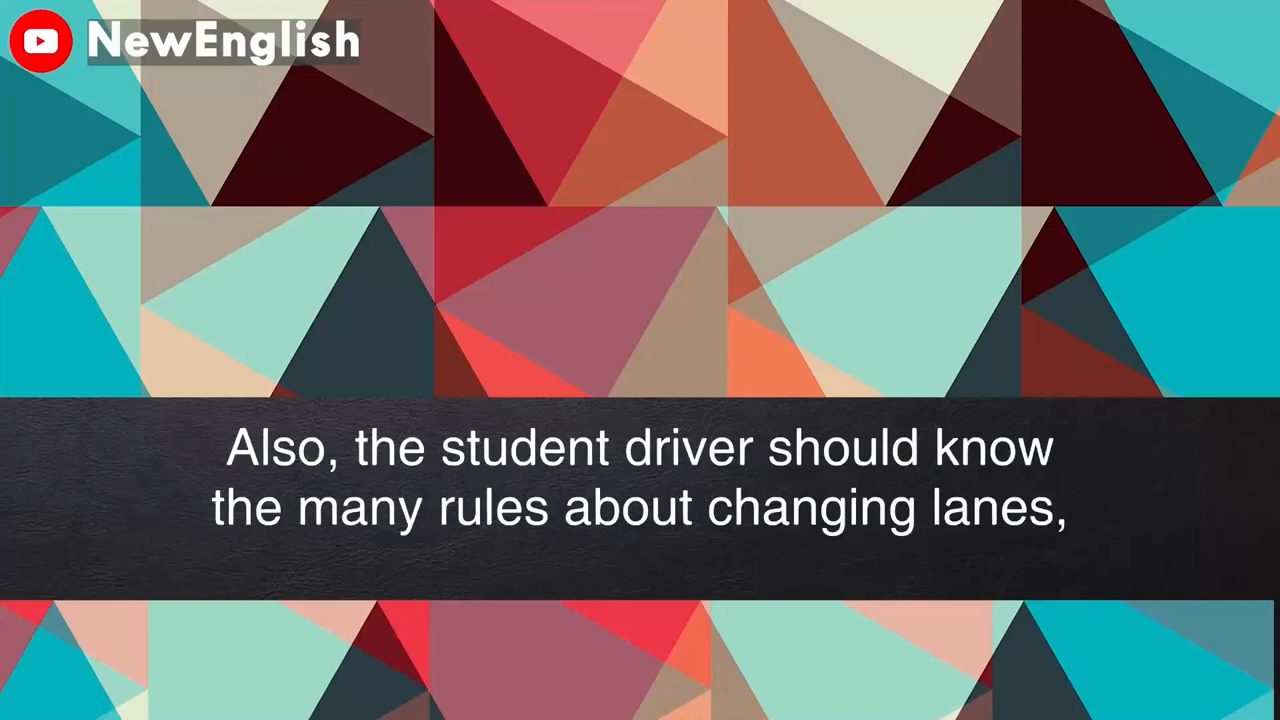 NewEnglish
Also, the student driver should know
the many rules about changing lanes,